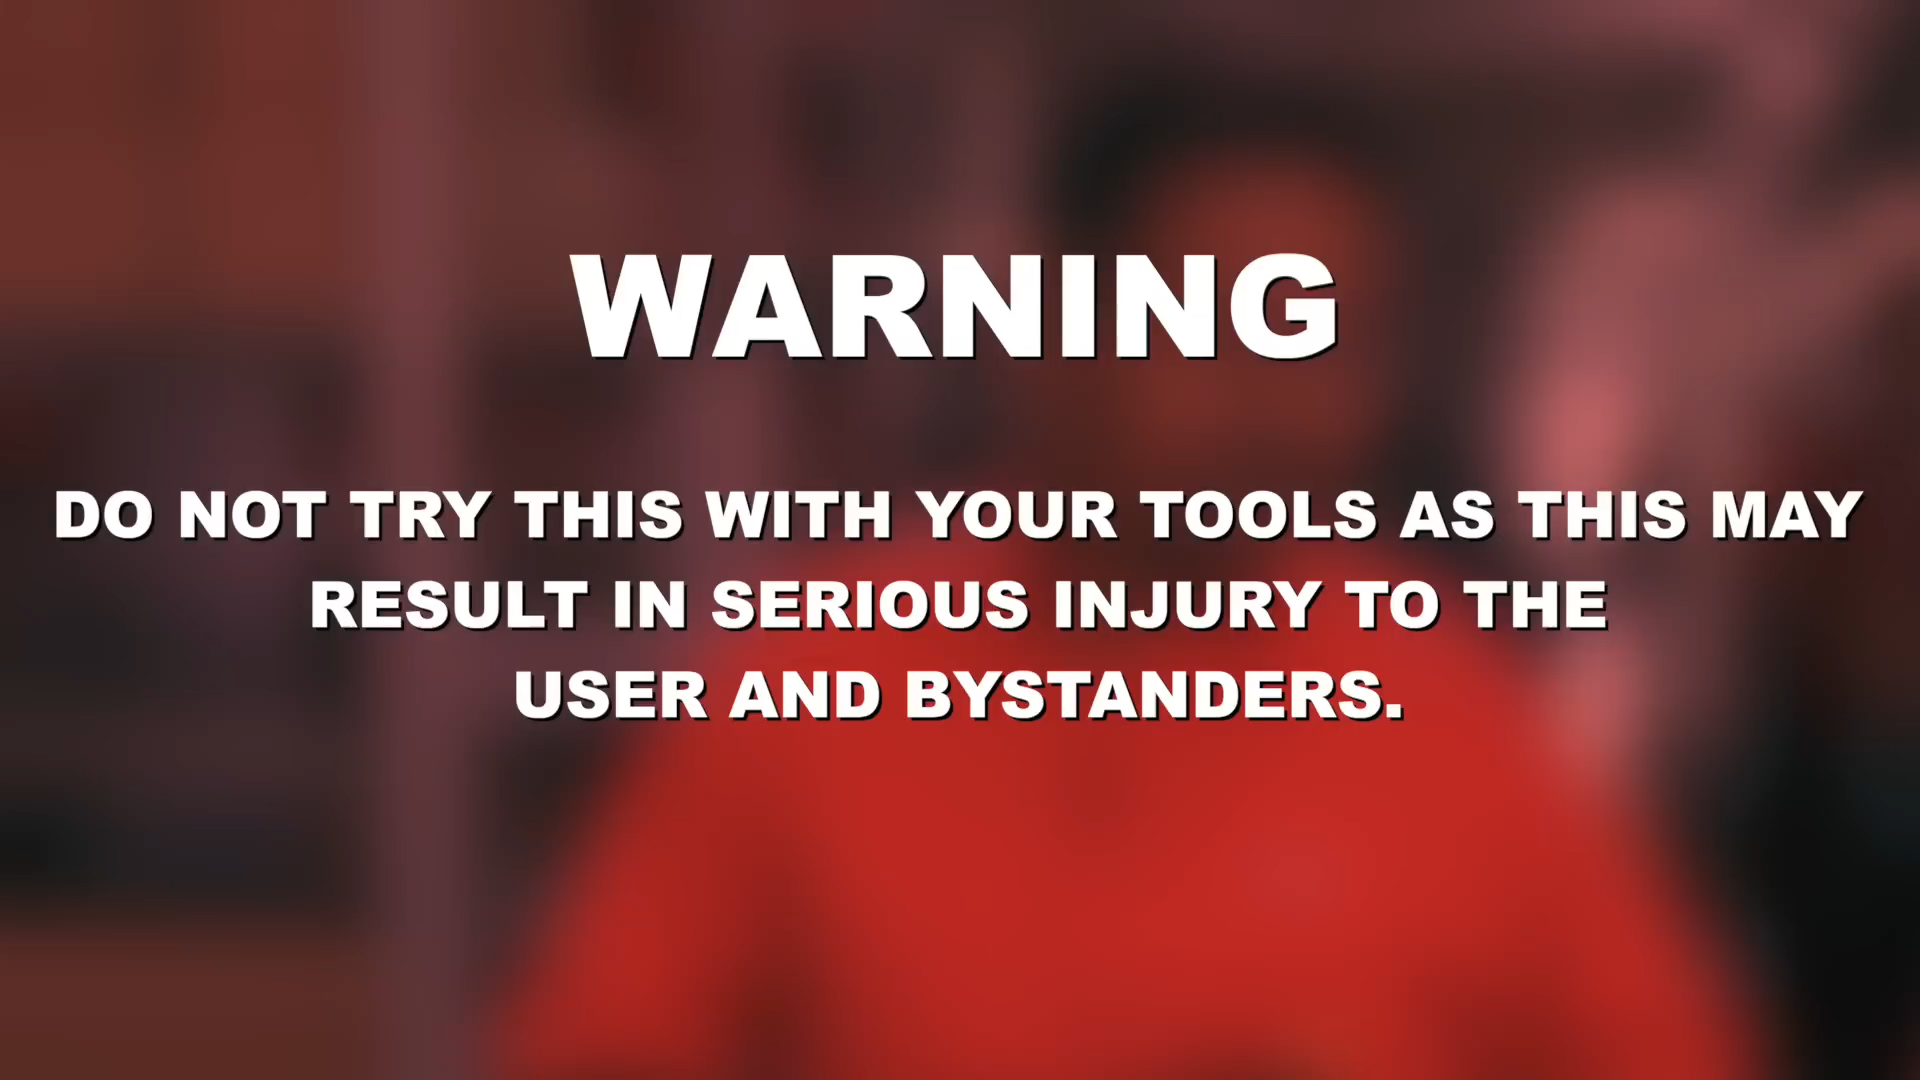 WARNING
DO NOT TRY THIS WITH YOUR TOOLS AS THIS MAY
RESULT IN SERIOUS INJURY TO THE
USER AND BYSTANDERS.